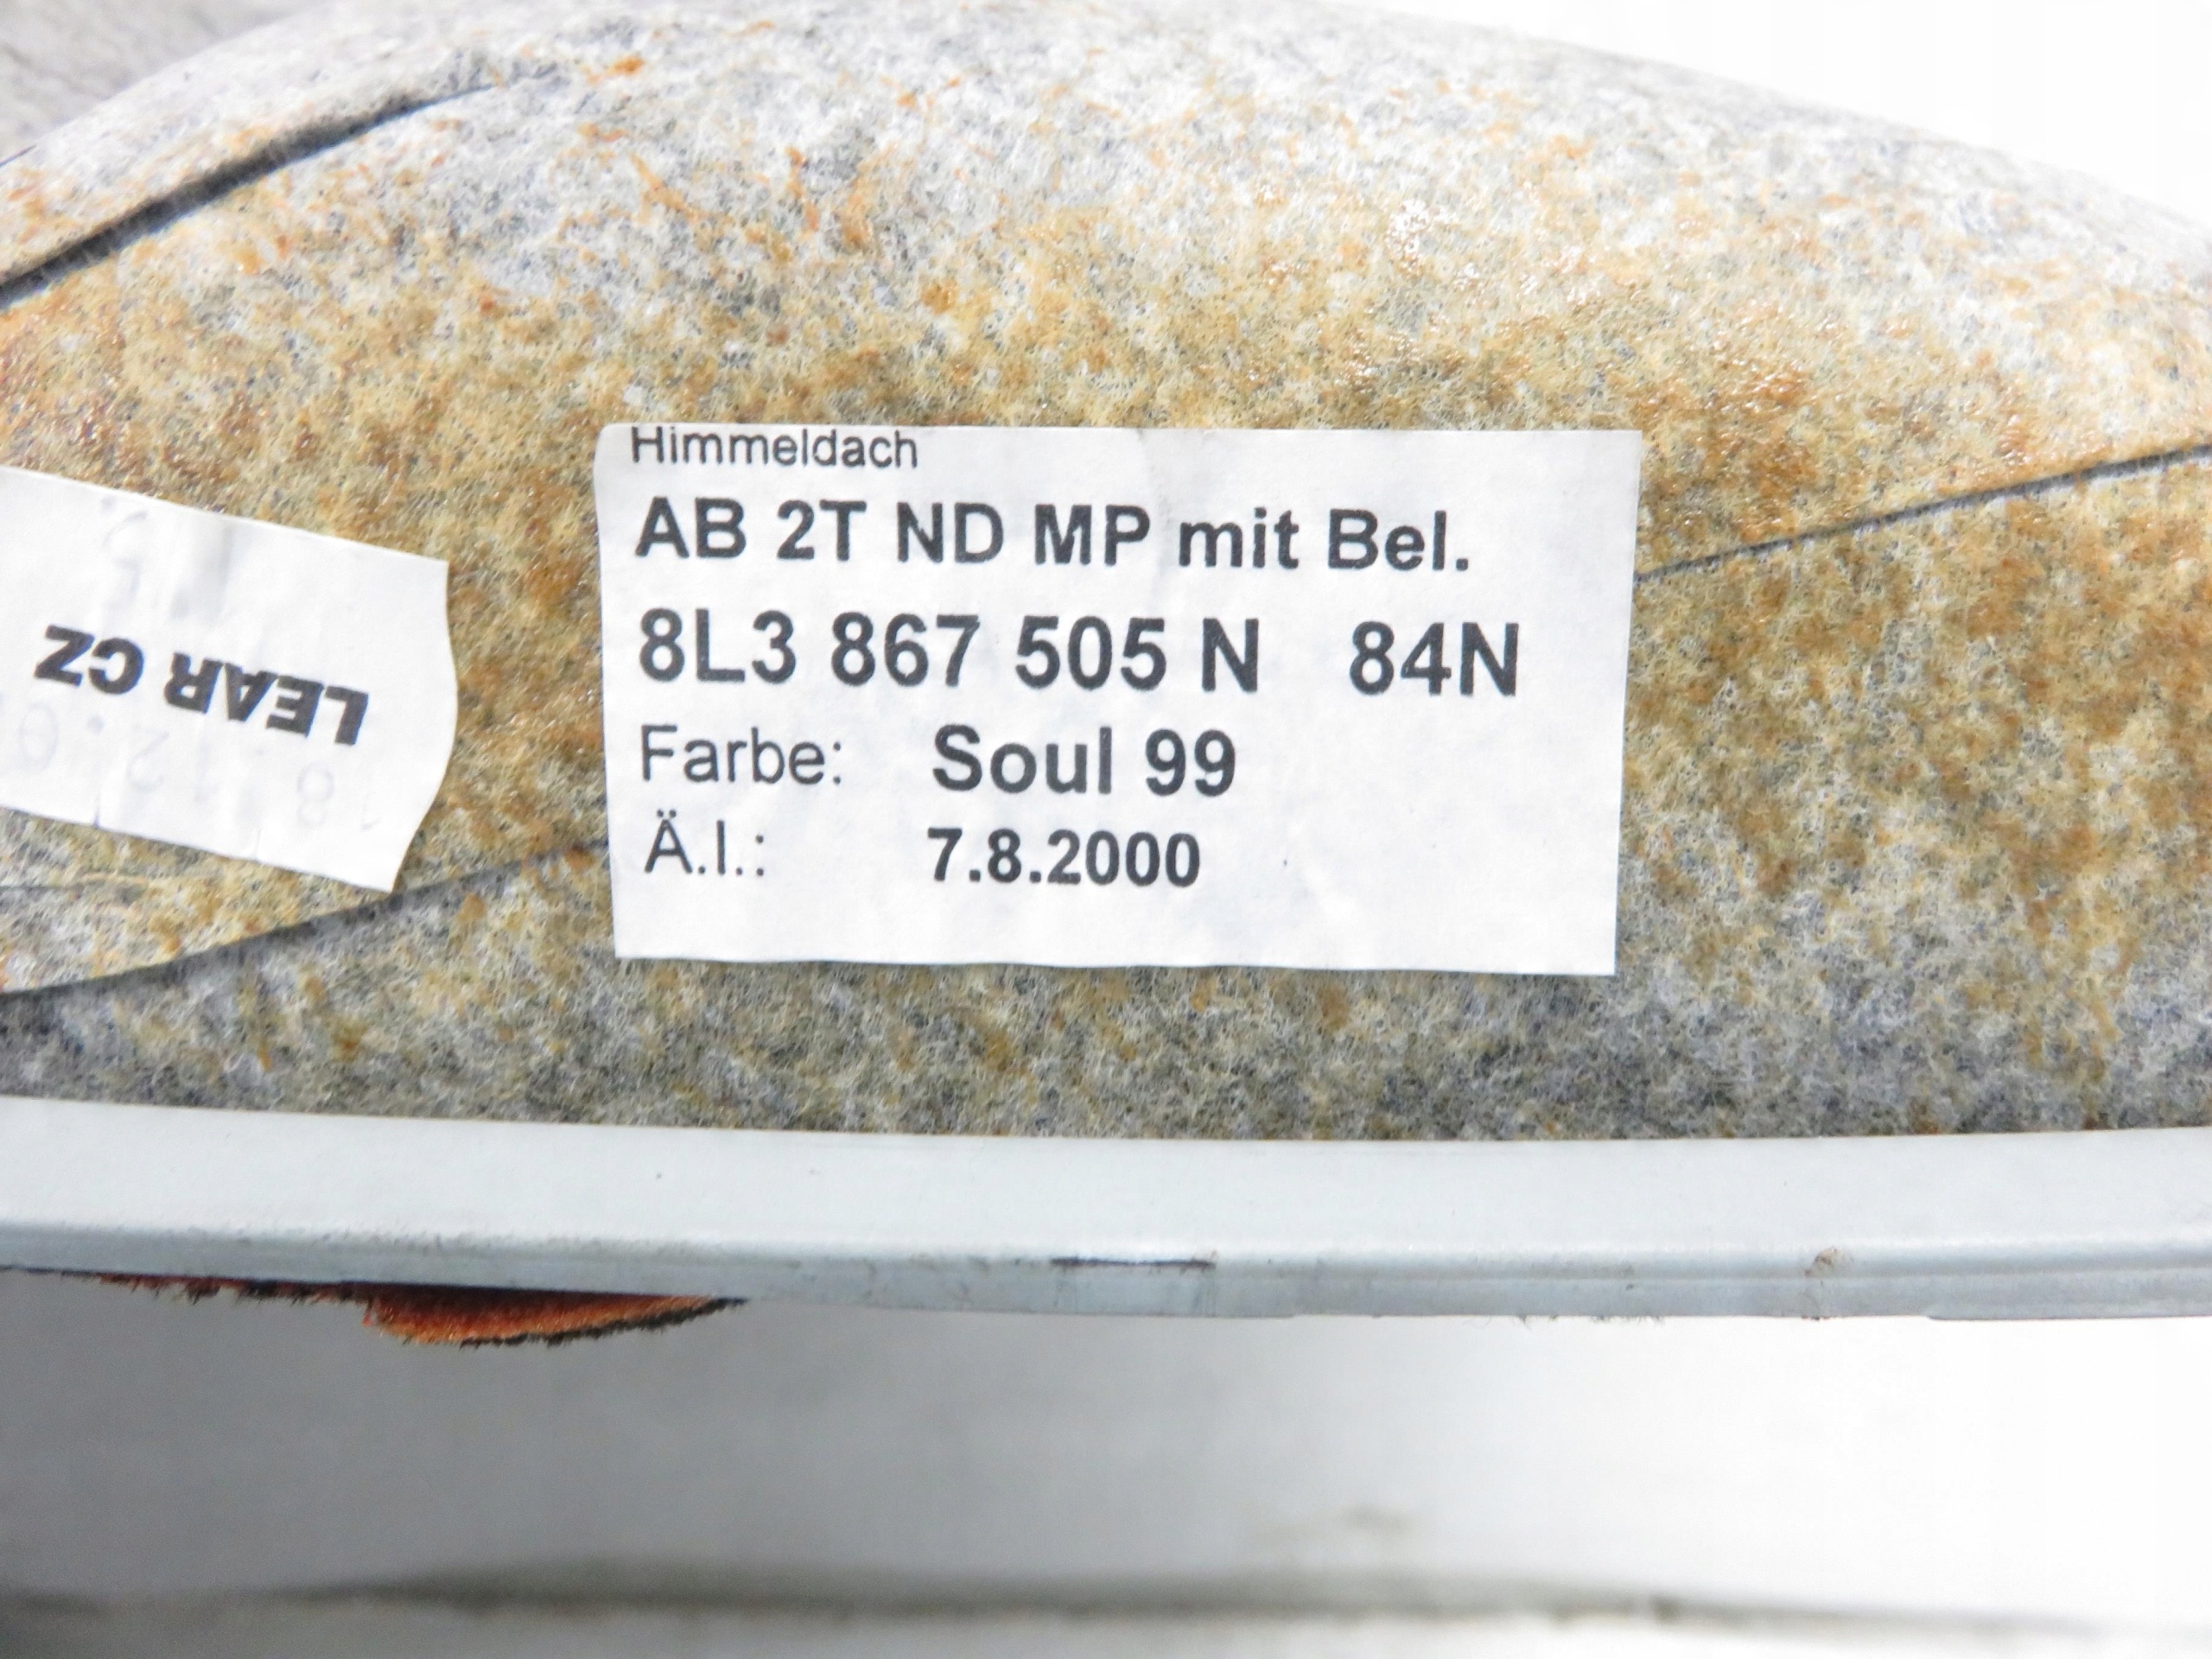 Himmeldach
AB 2T ND MP mit Bel.
8L3 867 505 N 84N
Farbe: Soul 99
Ä.I.: 7.8.2000
LEAR CZ